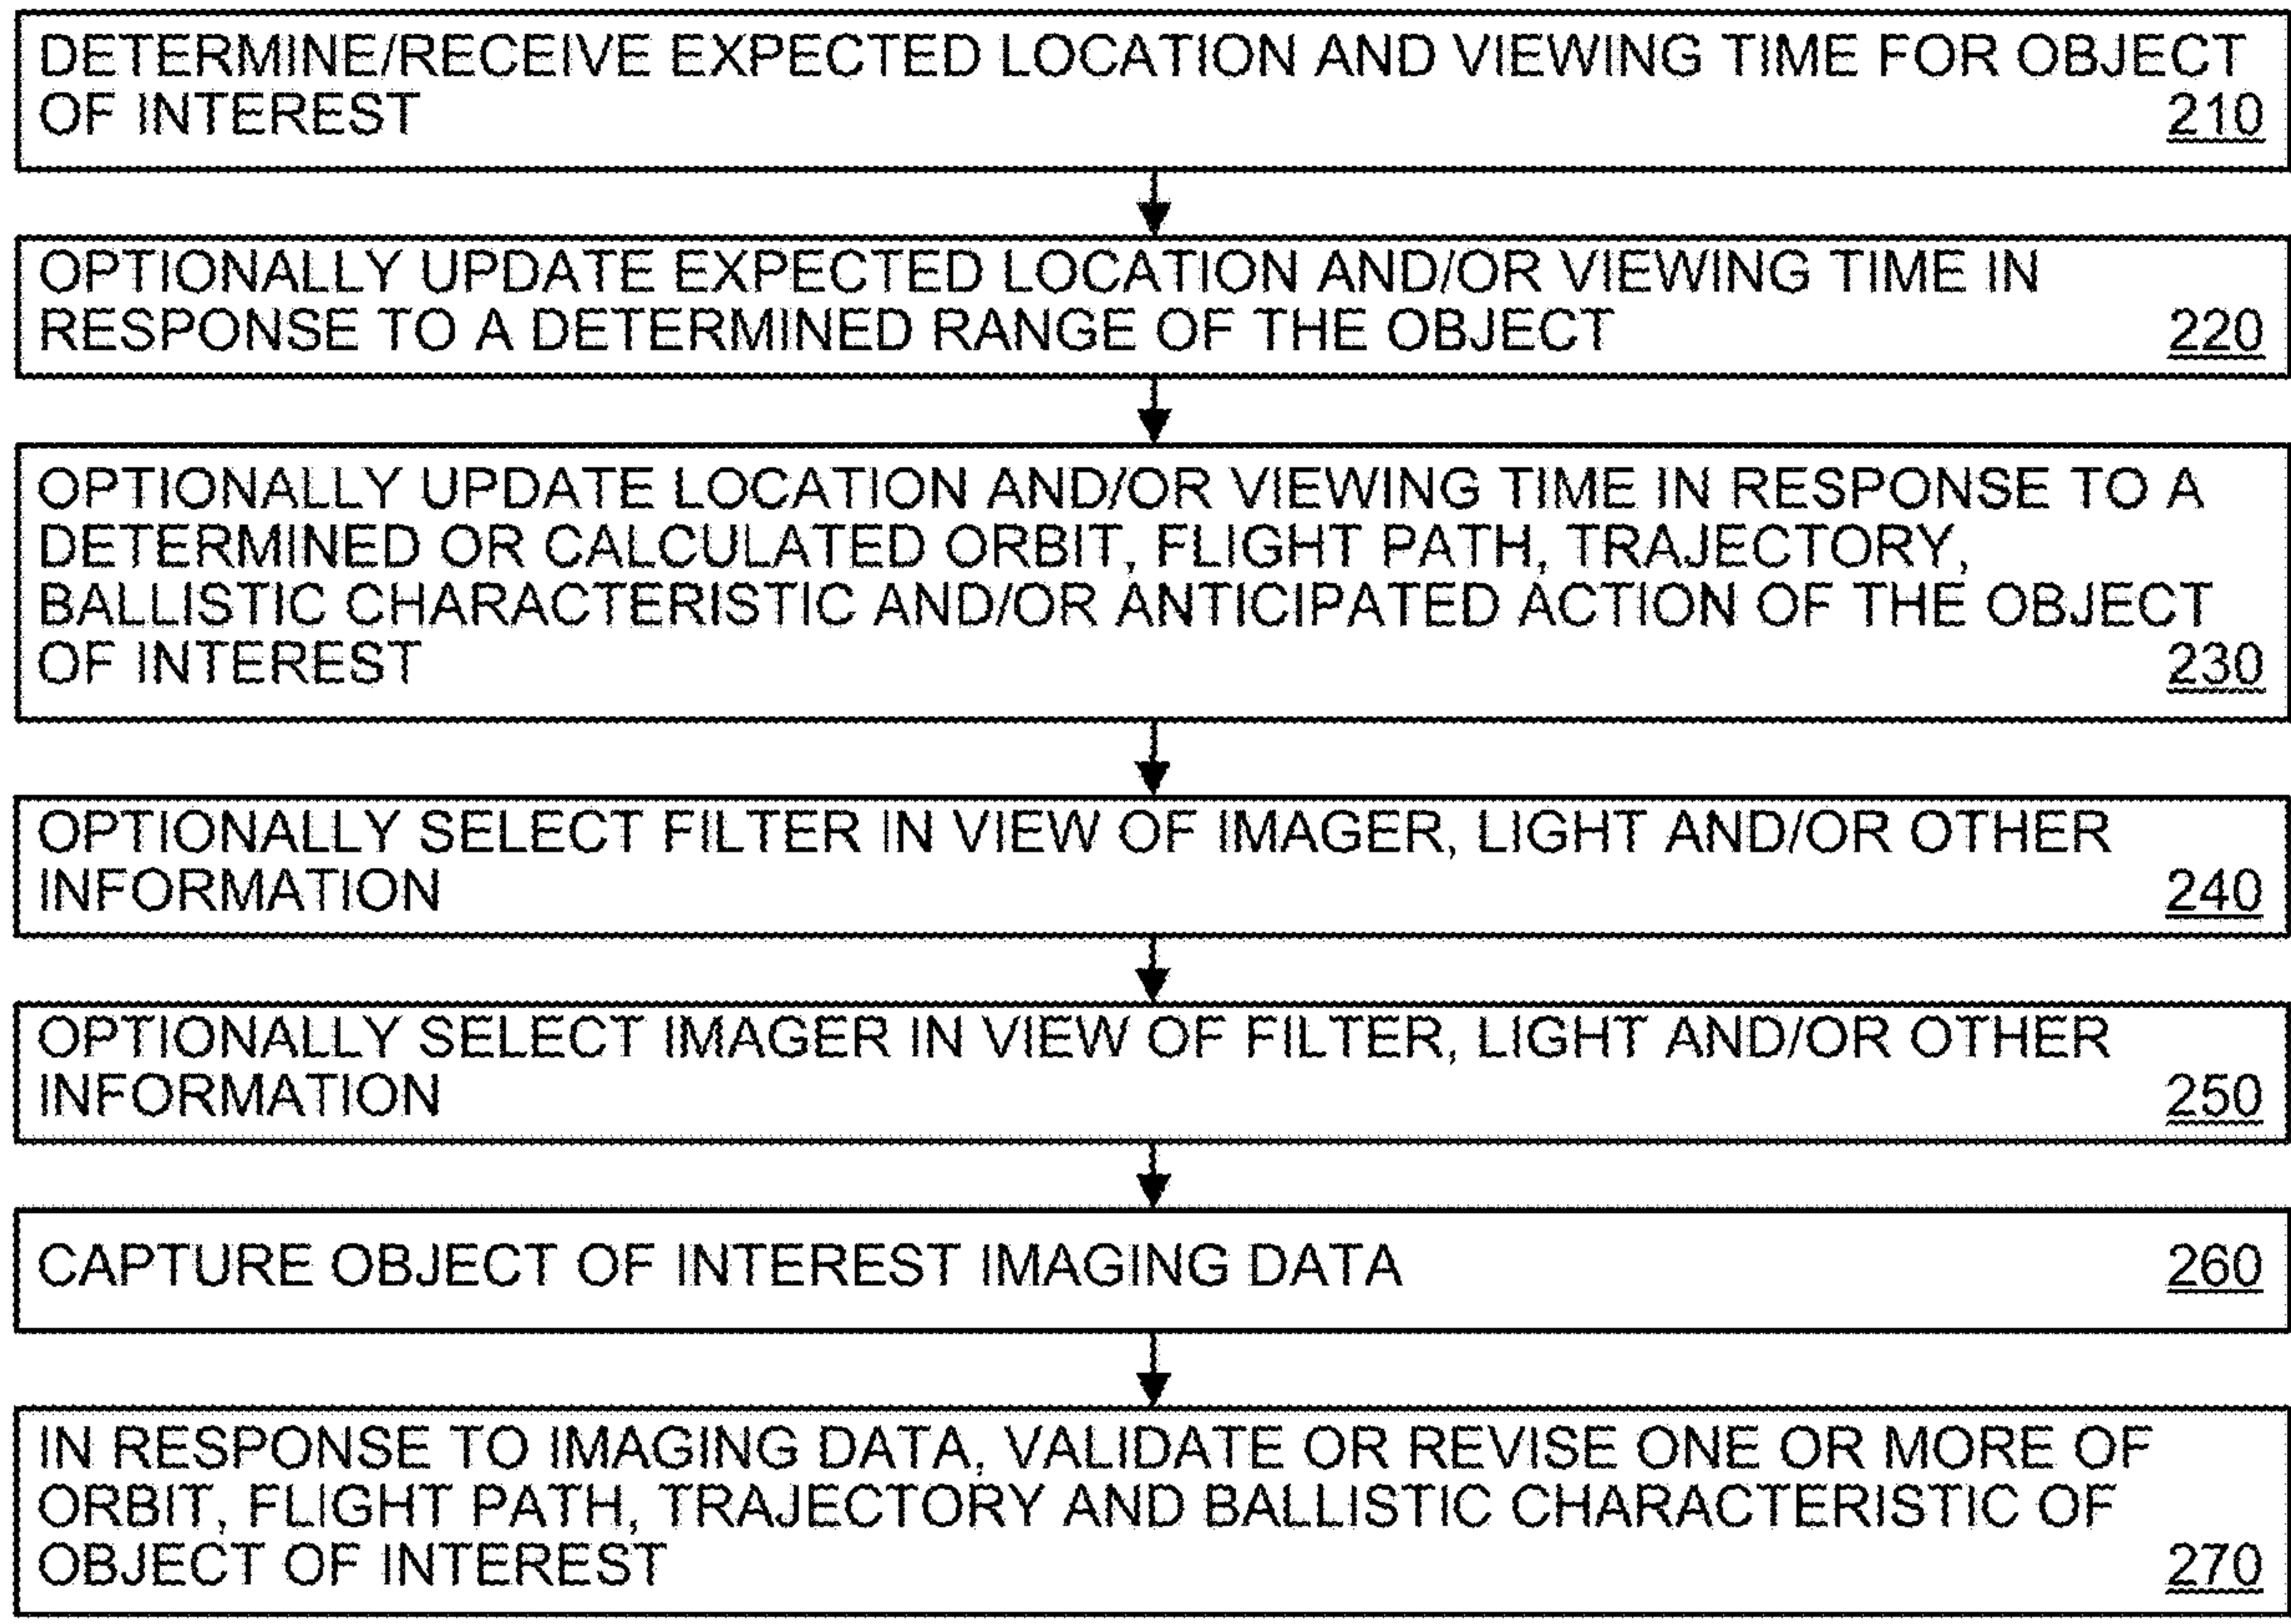 DETERMINE/RECEIVE EXPECTED LOCATION AND VIEWING TIME FOR OBJECT
OF INTEREST 210
OPTIONALLY UPDATE EXPECTED LOCATION AND/OR VIEWING TIME IN
RESPONSE TO A DETERMINED RANGE OF THE OBJECT 220
OPTIONALLY UPDATE LOCATION AND/OR VIEWING TIME IN RESPONSE TO A
DETERMINED OR CALCULATED ORBIT, FLIGHT PATH, TRAJECTORY,
BALLISTIC CHARACTERISTIC AND/OR ANTICIPATED ACTION OF THE OBJECT
OF INTEREST 230
OPTIONALLY SELECT FILTER IN VIEW OF IMAGER, LIGHT AND/OR OTHER
INFORMATION 240
OPTIONALLY SELECT IMAGER IN VIEW OF FILTER, LIGHT AND/OR OTHER
INFORMATION 250
CAPTURE OBJECT OF INTEREST IMAGING DATA 260
IN RESPONSE TO IMAGING DATA, VALIDATE OR REVISE ONE OR MORE OF
ORBIT, FLIGHT PATH, TRAJECTORY AND BALLISTIC CHARACTERISTIC OF
OBJECT OF INTEREST 270